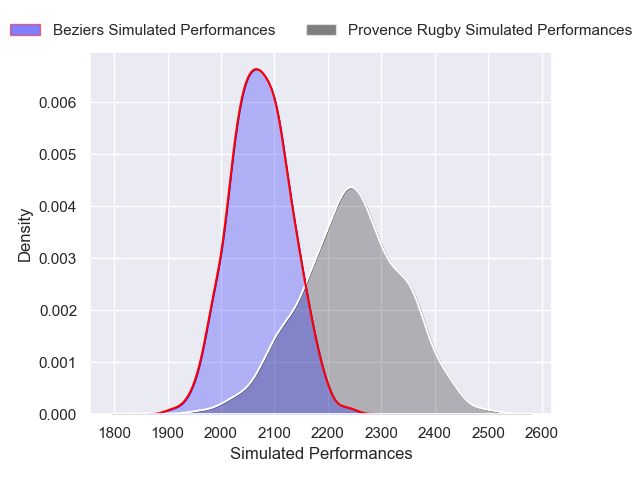 Beziers Simulated Performances
Provence Rugby Simulated Performances
0.006
0.005
0.004
0.003
0.002
0.001
0.000
Density
1800 1900 2000 2100 2200 2300 2400 2500 2600
Simulated Performances